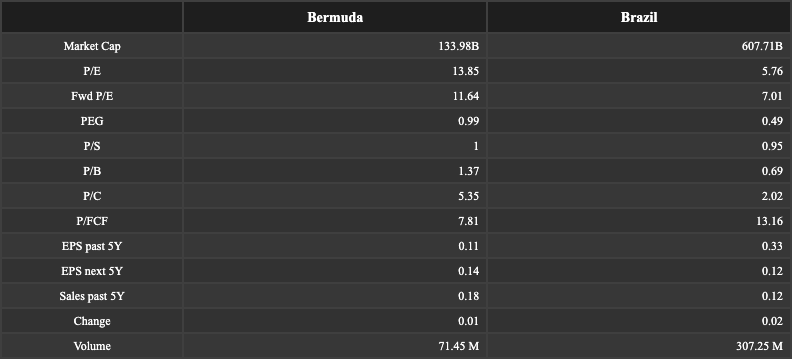 Bermuda Brazil
Market Cap 133.98B 607.71B
P/E 13.85 5.76
Fwd P/E 11.64 7.01
PEG 0.99 0.49
P/S 1 0.95
P/B 1.37 0.69
P/C 5.35 2.02
P/FCF 7.81 13.16
EPS past 5Y 0.11 0.33
EPS next 5Y 0.14 0.12
Sales past 5Y 0.18 0.12
Change 0.01 0.02
Volume 71.45 M 307.25 M